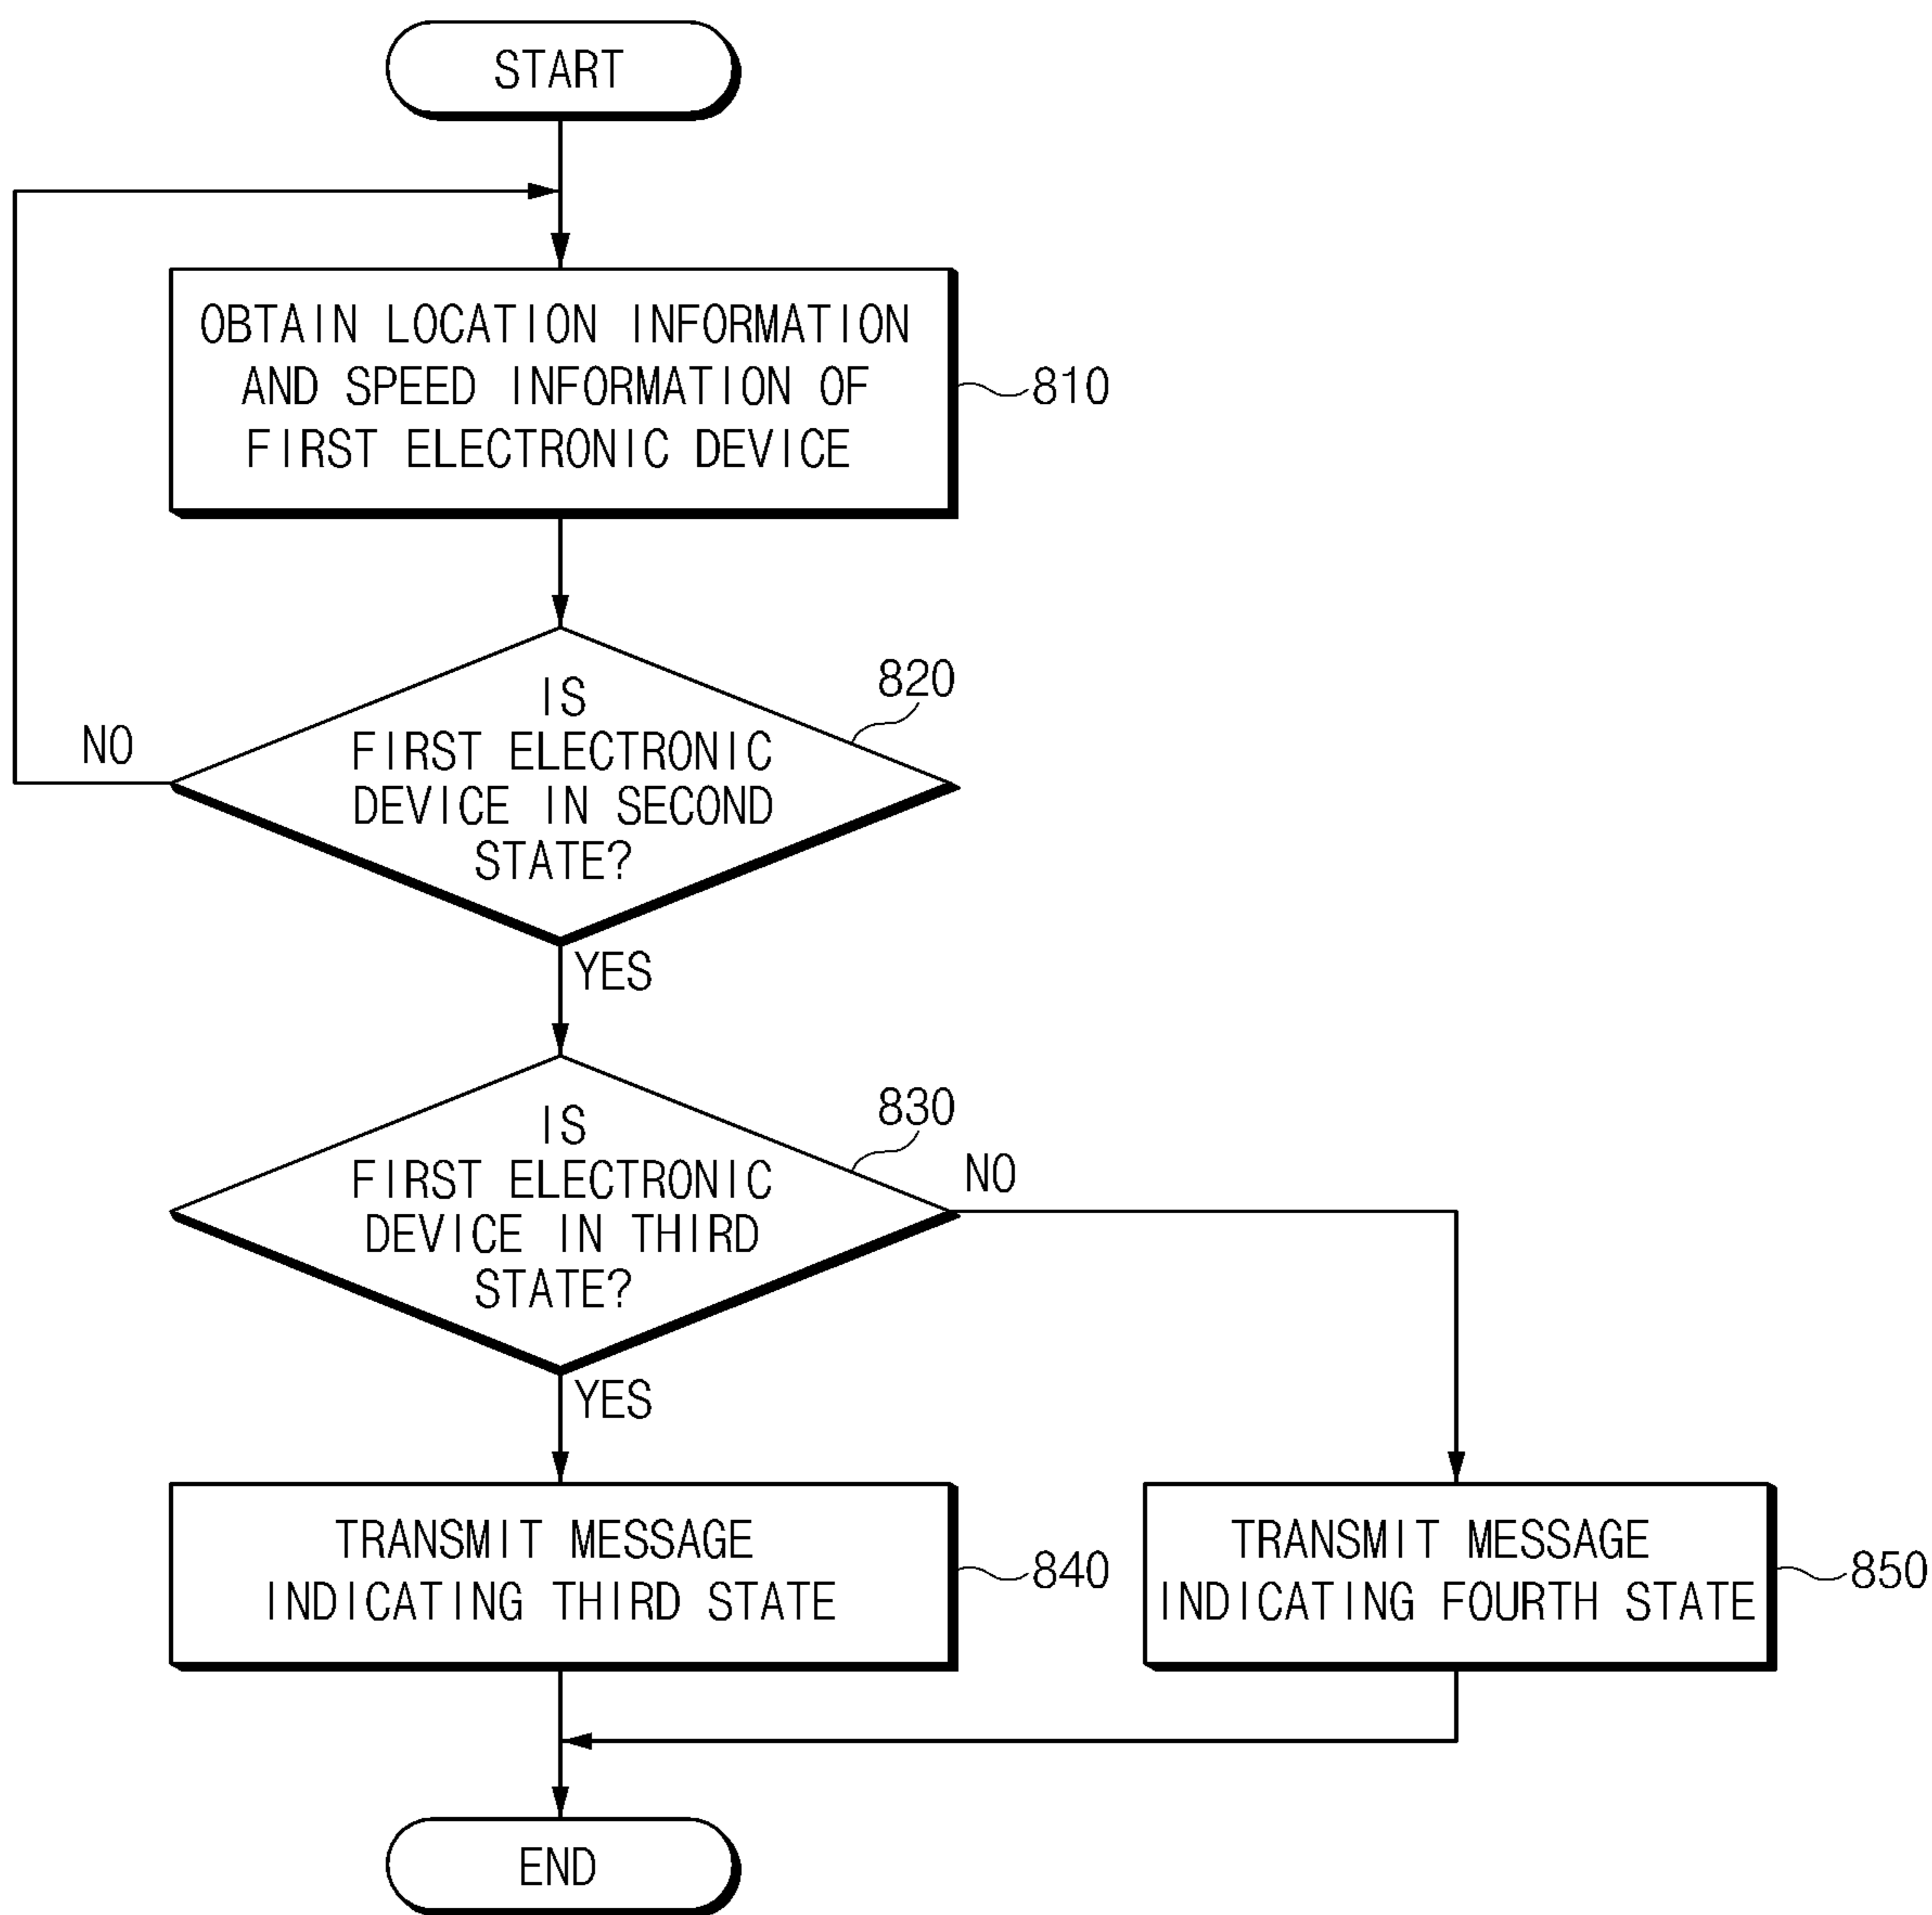 START
OBTAIN LOCATION INFORMATION
AND SPEED INFORMATION OF
FIRST ELECTRONIC DEVICE
810
820
IS
FIRST ELECTRONIC
DEVICE IN SECOND
STATE?
NO
YES
830
IS
FIRST ELECTRONIC
DEVICE IN THIRD
STATE?
NO
YES
TRANSMIT MESSAGE
INDICATING THIRD STATE
840
TRANSMIT MESSAGE
INDICATING FOURTH STATE
850
END